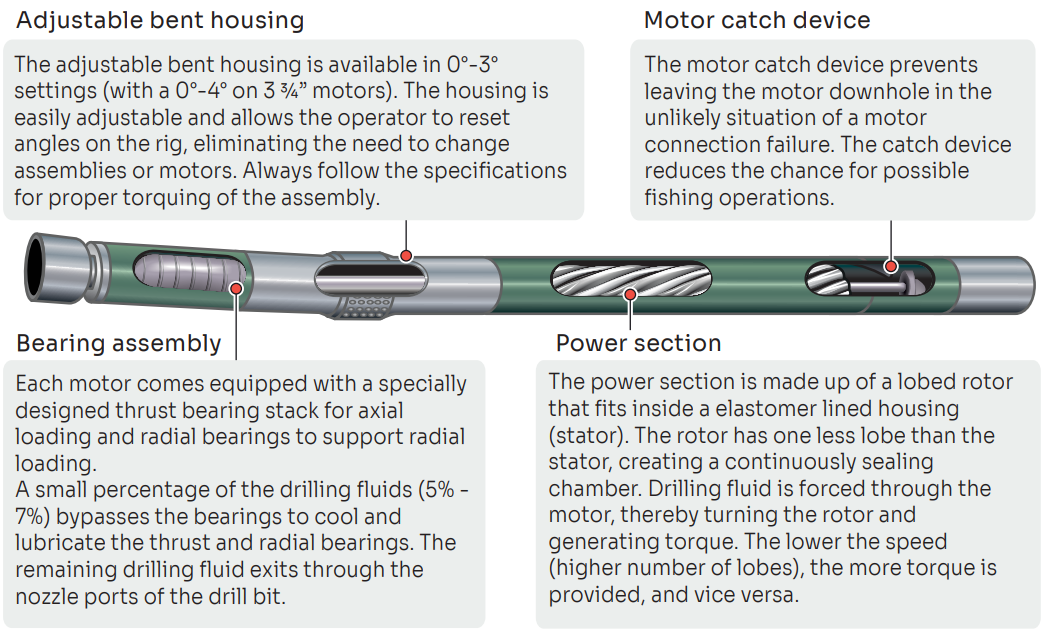 Adjustable bent housing
The adjustable bent housing is available in 0°-3°
settings (with a 0°-4° on 3 ¾” motors). The housing is
easily adjustable and allows the operator to reset
angles on the rig, eliminating the need to change
assemblies or motors. Always follow the specifications
for proper torquing of the assembly.
Motor catch device
The motor catch device prevents
leaving the motor downhole in the
unlikely situation of a motor
connection failure. The catch device
reduces the chance for possible
fishing operations.
Bearing assembly
Each motor comes equipped with a specially
designed thrust bearing stack for axial
loading and radial bearings to support radial
loading.
A small percentage of the drilling fluids (5% -
7%) bypasses the bearings to cool and
lubricate the thrust and radial bearings. The
remaining drilling fluid exits through the
nozzle ports of the drill bit.
Power section
The power section is made up of a lobed rotor
that fits inside a elastomer lined housing
(stator). The rotor has one less lobe than the
stator, creating a continuously sealing
chamber. Drilling fluid is forced through the
motor, thereby turning the rotor and
generating torque. The lower the speed
(higher number of lobes), the more torque is
provided, and vice versa.